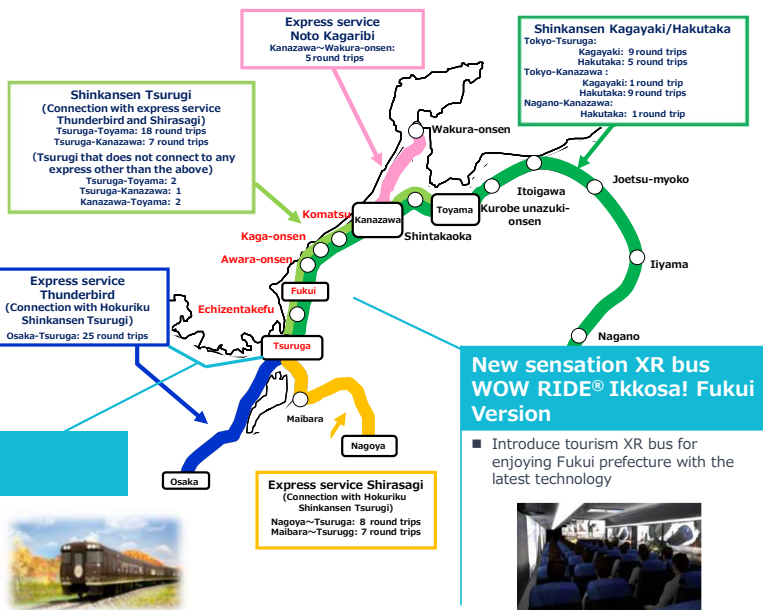 Express service
Noto Kagaribi
Kanazawa～Wakura-onsen:
5 round trips
Shinkansen Kagayaki/Hakutaka
Tokyo-Tsuruga:
Kagayaki: 9 round trips
Hakutaka: 5 round trips
Tokyo-Kanazawa :
Kagayaki: 1 round trip
Hakutaka: 9 round trips
Nagano-Kanazawa:
Hakutaka: 1 round trip
Shinkansen Tsurugi
(Connection with express service
Thunderbird and Shirasagi)
Tsuruga-Toyama: 18 round trips
Tsuruga-Kanazawa: 7 round trips
(Tsurugi that does not connect to any
express other than the above)
Tsuruga-Toyama: 2
Tsuruga-Kanazawa: 1
Kanazawa-Toyama: 2
Wakura-onsen
Itoigawa
Joetsu-myoko
Kurobe unazuki-
onsen
Toyama
Kanazawa
Shintakaoka
Komatsu
Kaga-onsen
Awara-onsen
Iiyama
Fukui
Echizentakefu
Nagano
Tsuruga
Express service
Thunderbird
(Connection with Hokuriku
Shinkansen Tsurugi)
Osaka-Tsuruga: 25 round trips
Maibara
Nagoya
Osaka
Express service Shirasagi
(Connection with Hokuriku
Shinkansen Tsurugi)
Nagoya～Tsuruga: 8 round trips
Maibara～Tsurugg: 7 round trips
New sensation XR bus
WOW RIDE® Ikkosa! Fukui
Version
■ Introduce tourism XR bus for
enjoying Fukui prefecture with the
latest technology